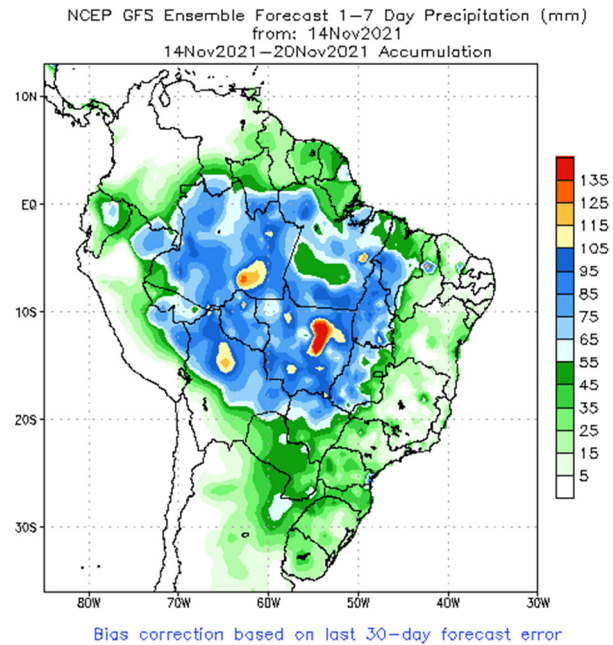 NCEP GFS Ensemble Forecast 1–7 Day Precipitation (mm)
from: 14Nov2021
14Nov2021–20Nov2021 Accumulation
10N
EQ
10S
20S
30S
80W
70W
60W
50W
40W
30W
135
125
115
105
95
85
75
65
55
45
35
25
15
5
Bias correction based on last 30–day forecast error